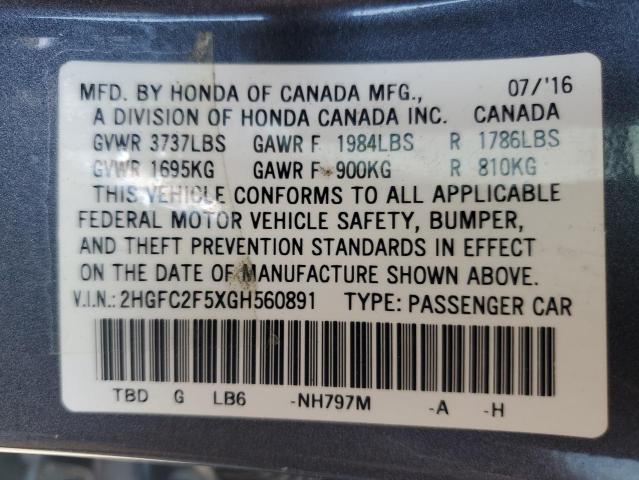 MFD. BY HONDA OF CANADA MFG., 07/'16
A DIVISION OF HONDA CANADA INC. CANADA
GVWR 3737LBS GAWR F 1984LBS R 1786LBS
GVWR 1695KG GAWR F 900KG R 810KG
THIS VEHICLE CONFORMS TO ALL APPLICABLE
FEDERAL MOTOR VEHICLE SAFETY, BUMPER,
AND THEFT PREVENTION STANDARDS IN EFFECT
ON THE DATE OF MANUFACTURE SHOWN ABOVE.
V.I.N.: 2HGFC2F5XGH560891 TYPE: PASSENGER CAR
TBD G LB6 -NH797M -A -H